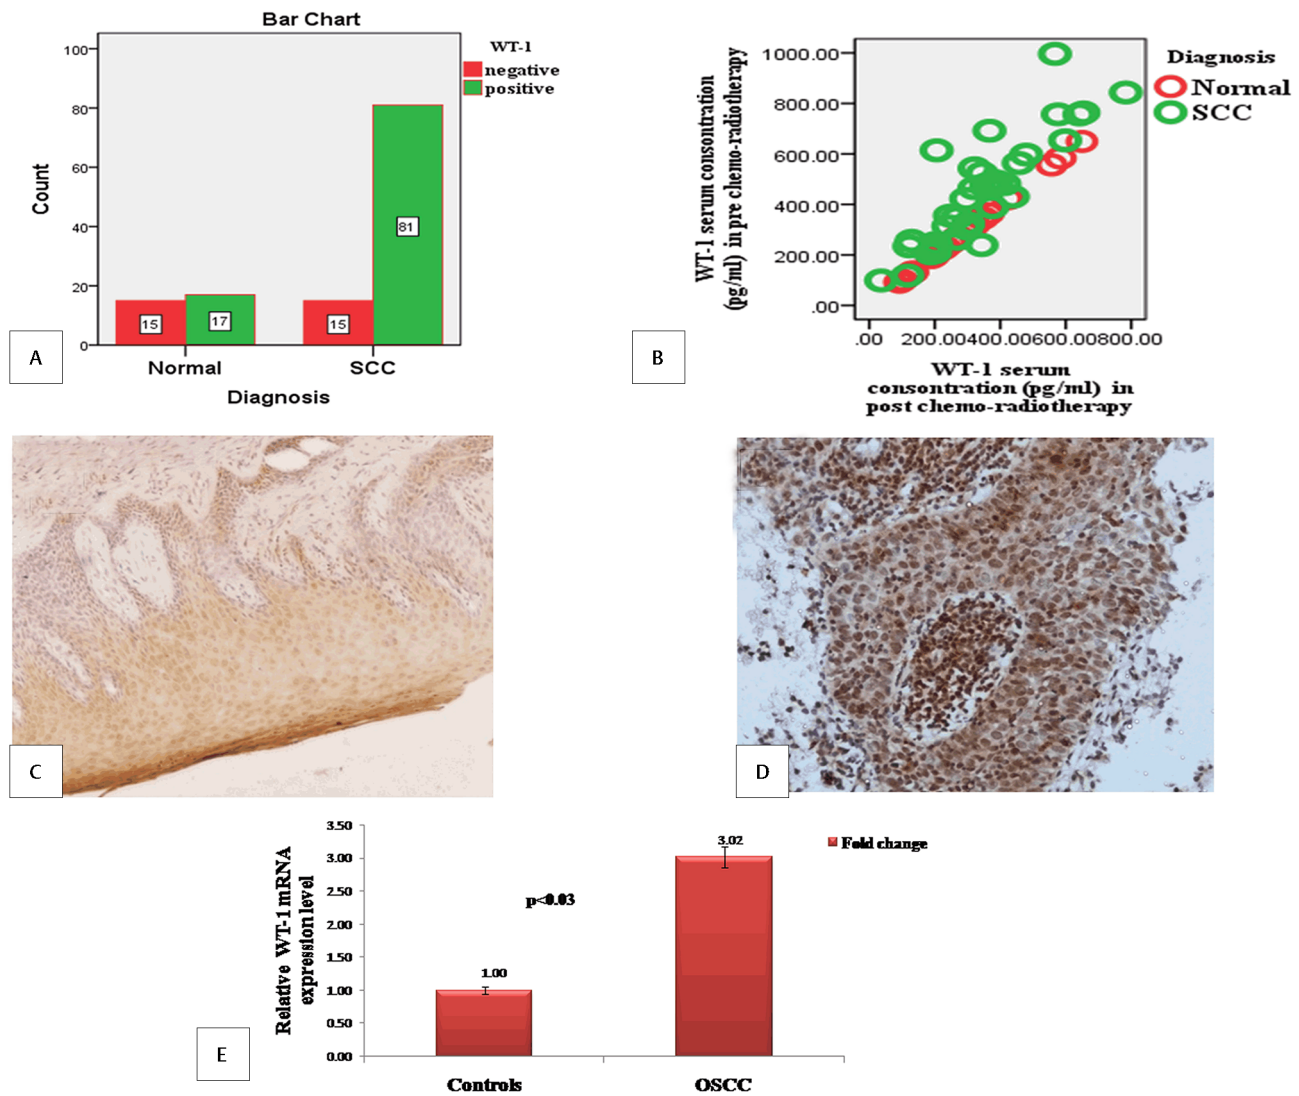 Bar Chart
WT-1
negative
positive
100
80
60
40
20
0
Count
15
17
15
81
Normal
SCC
Diagnosis
A
1000.00
800.00
600.00
400.00
200.00
.00
WT-1 serum consontration
(pg/ml) in pre chemo-radiotherapy
Diagnosis
Normal
SCC
.00 200.00400.00600.00800.00
WT-1 serum
consontration (pg/ml) in
post chemo-radiotherapy
B
C
D
3.50
3.00
2.50
2.00
1.50
1.00
0.50
0.00
Relative WT-1 mRNA
expression level
1.00
p<0.03
3.02
Fold change
Controls
OSCC
E